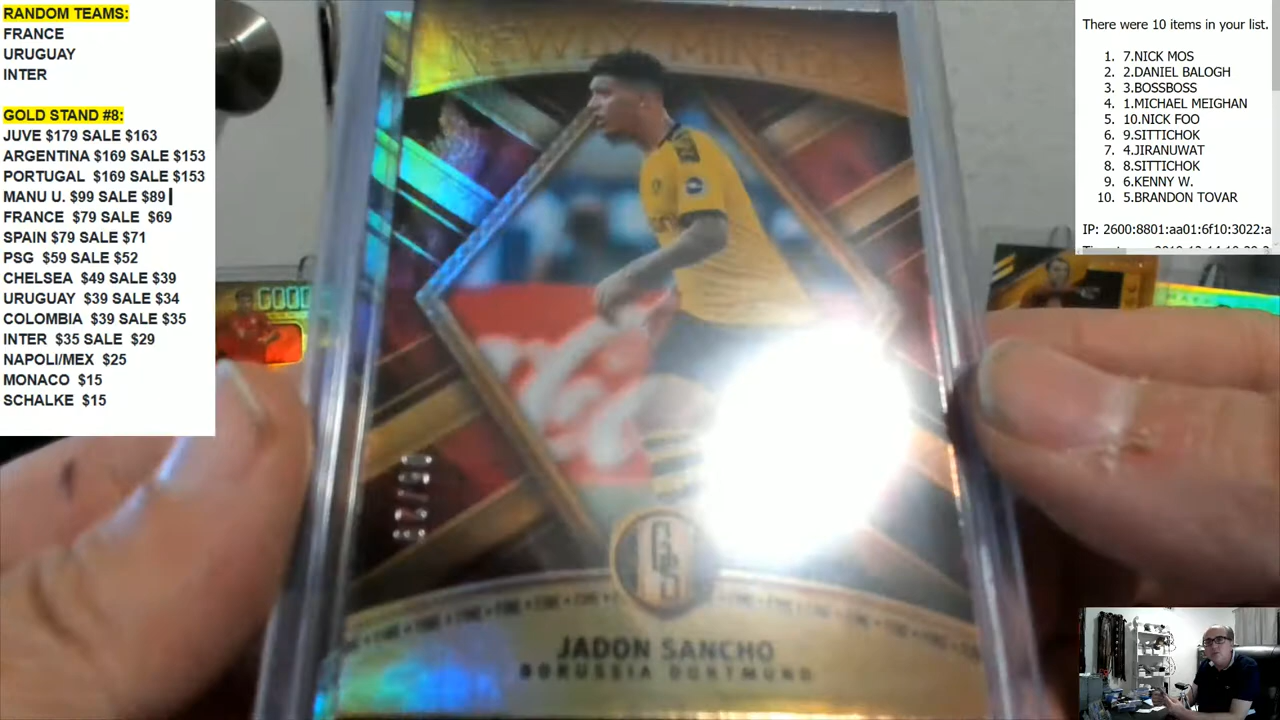 RANDOM TEAMS:
FRANCE
URUGUAY
INTER
GOLD STAND #8:
JUVE $179 SALE $163
ARGENTINA $169 SALE $153
PORTUGAL $169 SALE $153
MANU U. $99 SALE $89
FRANCE $79 SALE $69
SPAIN $79 SALE $71
PSG $59 SALE $52
CHELSEA $49 SALE $39
URUGUAY $39 SALE $34
COLOMBIA $39 SALE $35
INTER $35 SALE $29
NAPOLI/MEX $25
MONACO $15
SCHALKE $15
NEWLY MINTED
GS
JADON SANCHO
BORUSSIA DORTMUND
GOOD
There were 10 items in your list.
1. 7.NICK MOS
2. 2.DANIEL BALOGH
3. 3.BOSSBOSS
4. 1.MICHAEL MEIGHAN
5. 10.NICK FOO
6. 9.SITTICHOK
7. 4.JIRANUWAT
8. 8.SITTICHOK
9. 6.KENNY W.
10. 5.BRANDON TOVAR
IP: 2600:8801:aa01:6f10:3022:a